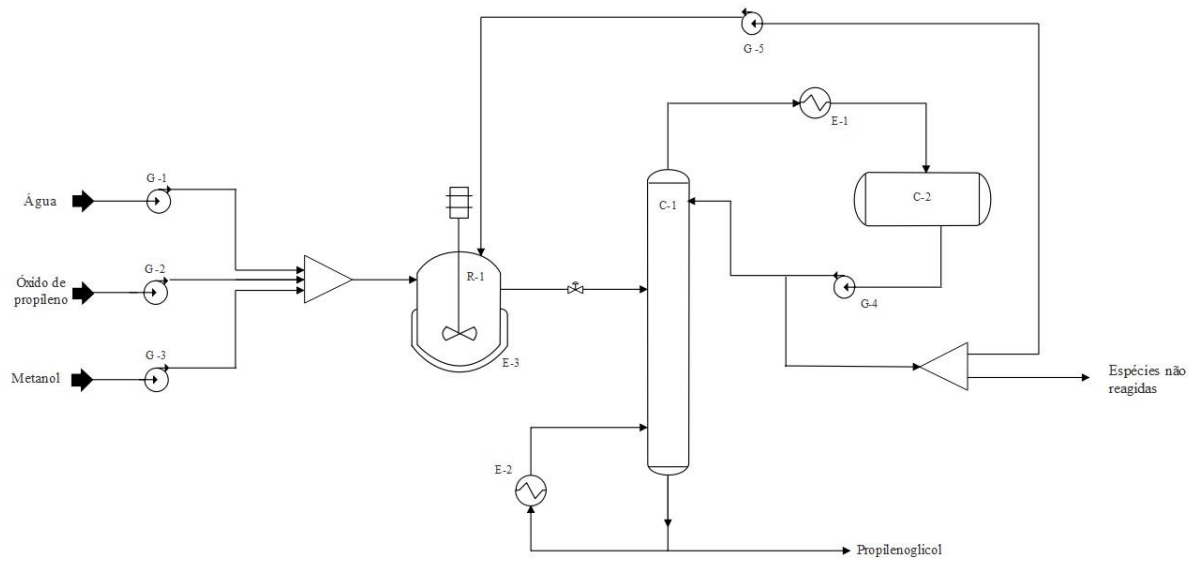 G-5
E-1
C-2
C-1
G-1
Água
R-1
G-2
Óxido de
propileno
G-4
G-3
E-3
Metanol
Espécies não
reagidas
E-2
Propilenoglicol